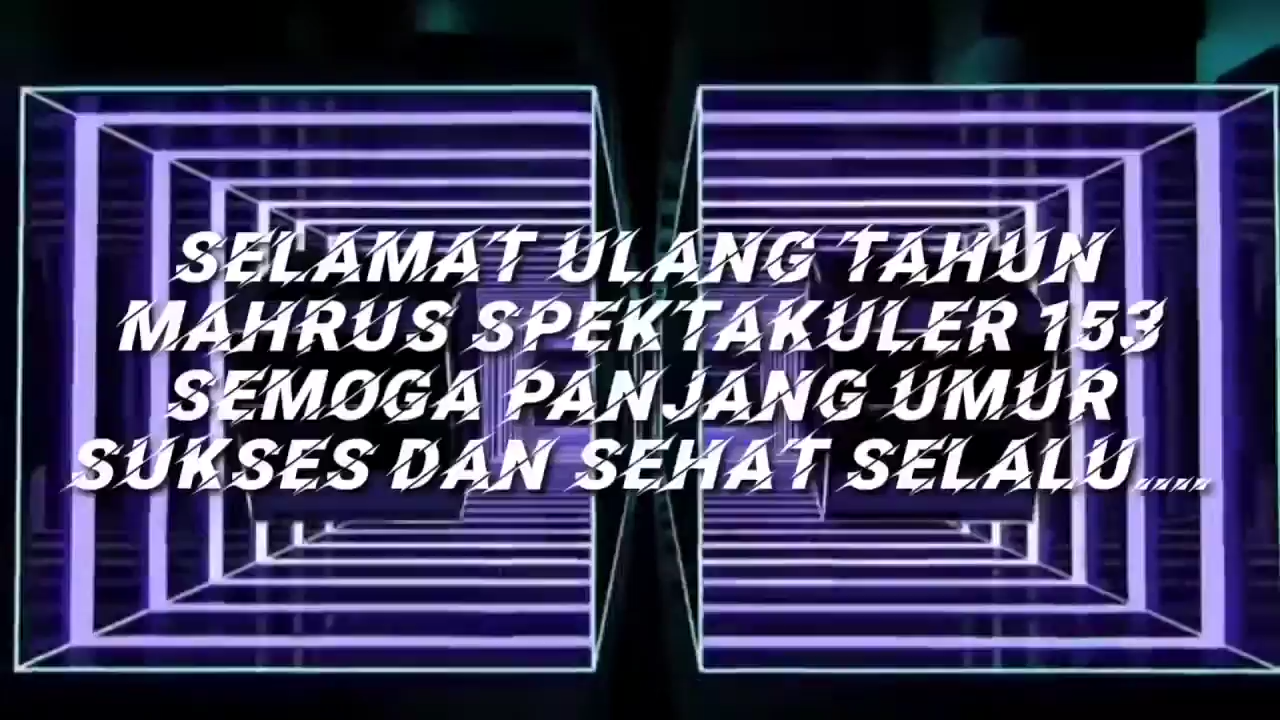 SELAMAT ULANG TAHUN
MAHRUS SPEKTAKULER 153
SEMOGA PANJANG UMUR
SUKSES DAN SEHAT SELALU....